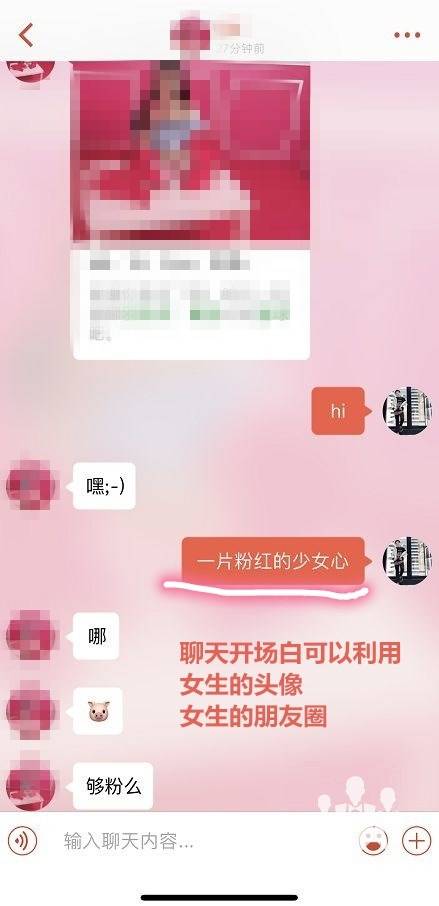 27分钟前
吧。
hi
嘿;-)
一片粉红的少女心
哪
聊天开场白可以利用
女生的头像
女生的朋友圈
🐷
够粉么
输入聊天内容...